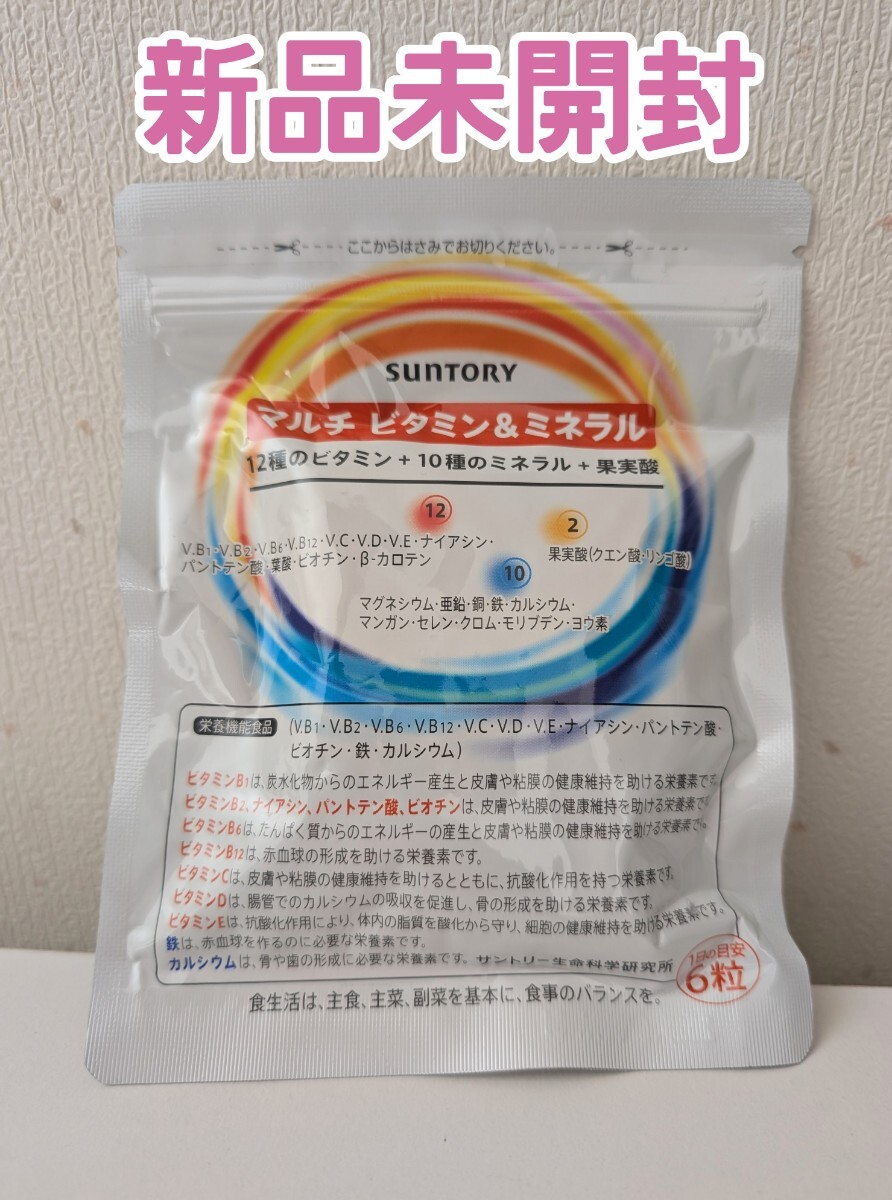 新品未開封
ここからはさみでお切りください。
SUNTORY
マルチ ビタミン&ミネラル
12種のビタミン+10種のミネラル+果実酸
12
V.B1・V.B2・V.B6・V.B12・V.C・V.D・V.E・ナイアシン・
パントテン酸・葉酸・ビオチン・β-カロテン
2
果実酸(クエン酸・リンゴ酸)
10
マグネシウム・亜鉛・銅・鉄・カルシウム・
マンガン・セレン・クロム・モリブデン・ヨウ素
栄養機能食品 (V.B1・V.B2・V.B6・V.B12・V.C・V.D・V.E・ナイアシン・パントテン酸・
ビオチン・鉄・カルシウム)
ビタミンB1は、炭水化物からのエネルギー産生と皮膚や粘膜の健康維持を助ける栄養素です。
ビタミンB2、ナイアシン、パントテン酸、ビオチンは、皮膚や粘膜の健康維持を助ける栄養素です。
ビタミンB6は、たんぱく質からのエネルギーの産生と皮膚や粘膜の健康維持を助ける栄養素です。
ビタミンB12は、赤血球の形成を助ける栄養素です。
ビタミンCは、皮膚や粘膜の健康維持を助けるとともに、抗酸化作用を持つ栄養素です。
ビタミンDは、腸管でのカルシウムの吸収を促進し、骨の形成を助ける栄養素です。
ビタミンEは、抗酸化作用により、体内の脂質を酸化から守り、細胞の健康維持を助ける栄養素です。
鉄は、赤血球を作るのに必要な栄養素です。
カルシウムは、骨や歯の形成に必要な栄養素です。 サントリー生命科学研究所
1日の目安
6粒
食生活は、主食、主菜、副菜を基本に、食事のバランスを。